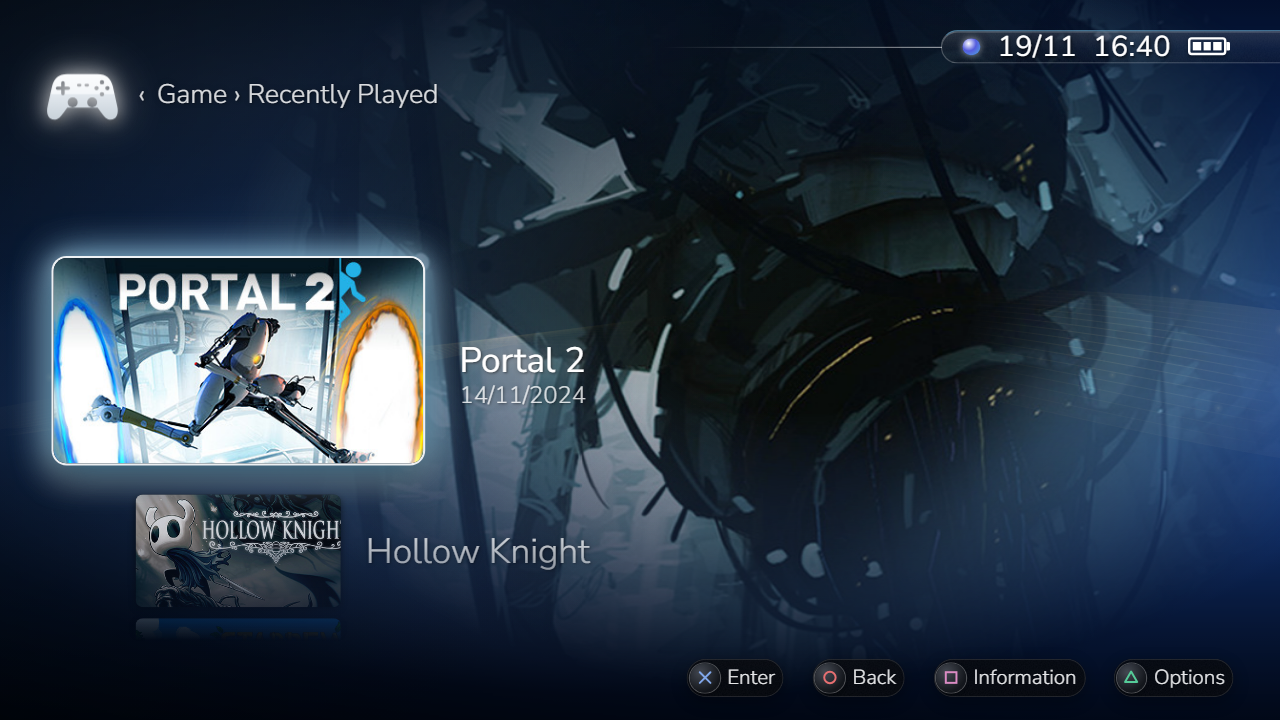 19/11 16:40
‹ Game › Recently Played
PORTAL 2
Portal 2
14/11/2024
HOLLOW KNIGH
Hollow Knight
Enter Back Information Options